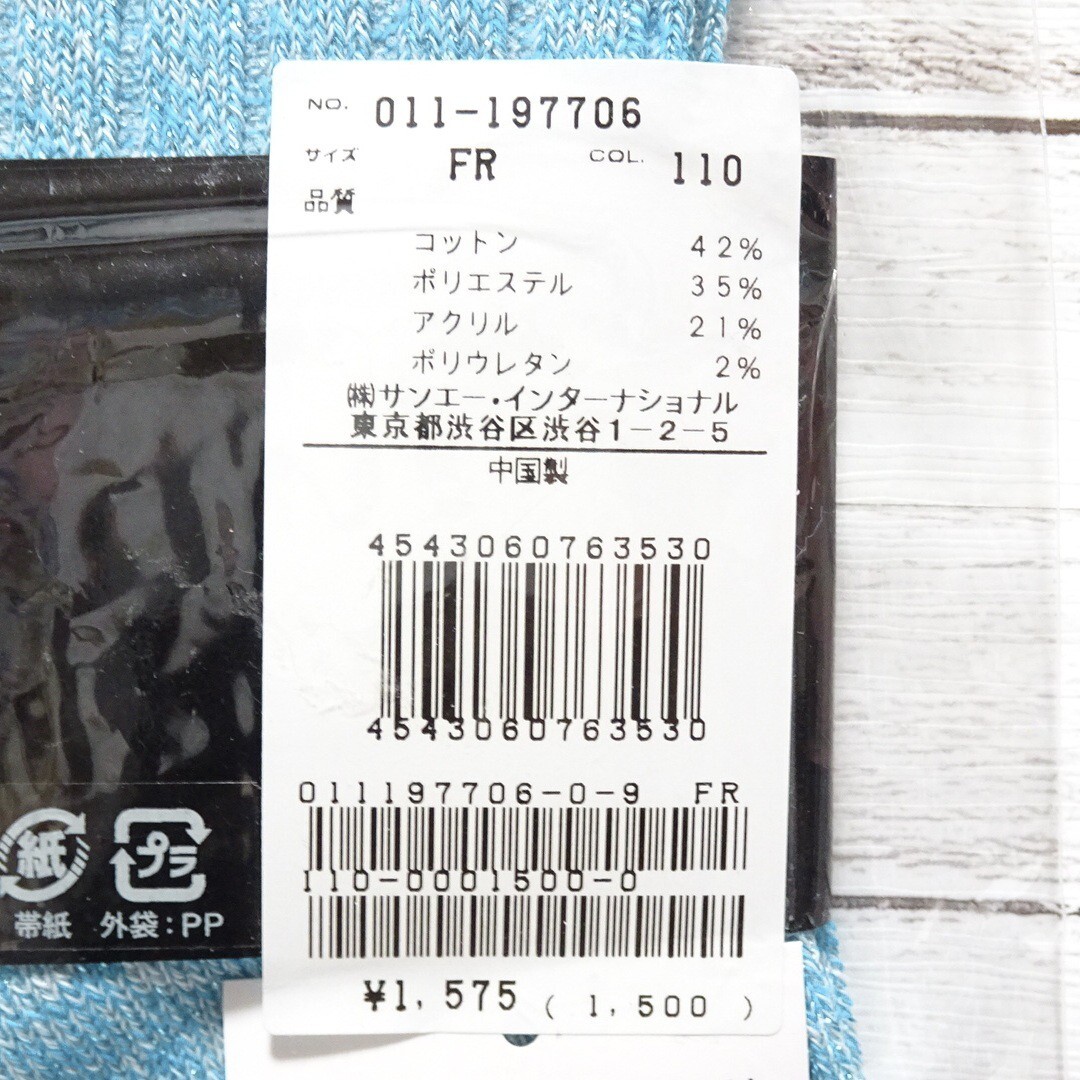 NO. 011-197706
サイズ FR COL. 110
品質
コットン 42%
ポリエステル 35%
アクリル 21%
ポリウレタン 2%
㈱サンエー・インターナショナル
東京都渋谷区渋谷1-2-5
中国製
4543060763530
4543060763530
011197706-0-9 FR
110-0001500-0
¥1,575 (1,500)
紙 プラ
帯紙 外袋:PP